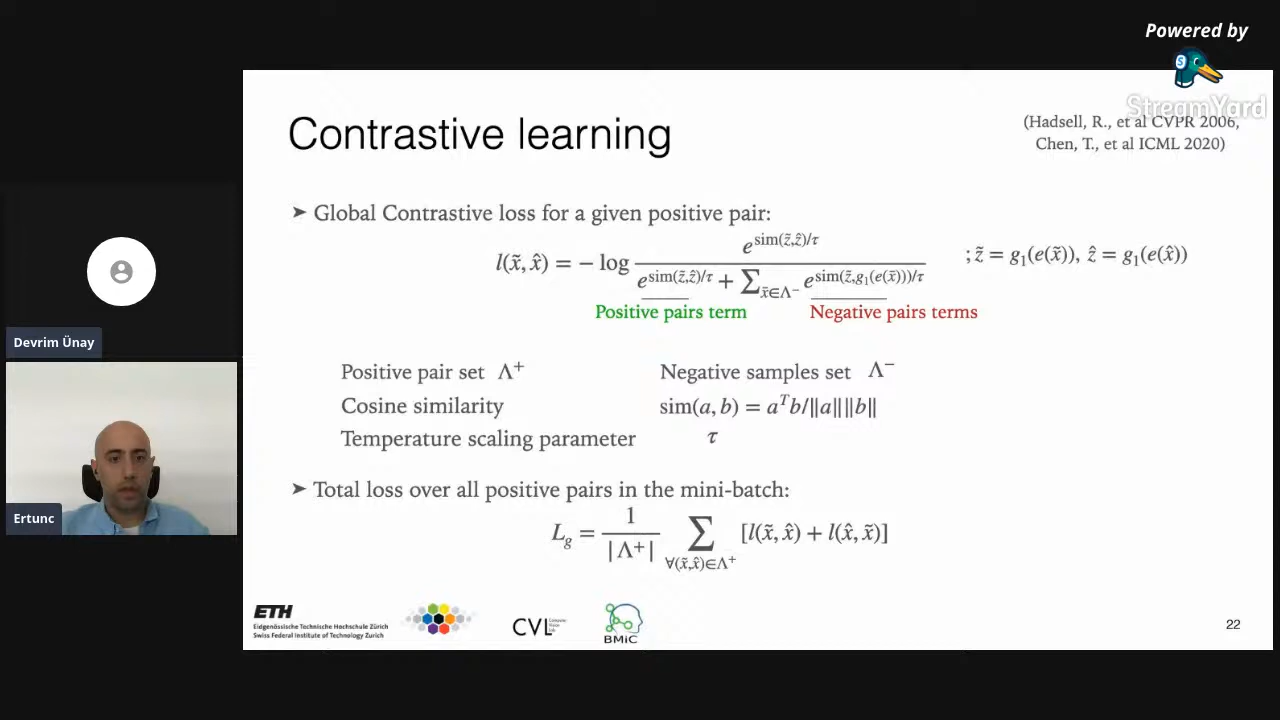 Powered by
StreamYard
Contrastive learning
(Hadsell, R., et al CVPR 2006,
Chen, T., et al ICML 2020)
➤ Global Contrastive loss for a given positive pair:
l(x̃, x̂) = − log e^{sim(z̃,ẑ)/τ} / (e^{sim(z̃,ẑ)/τ} + ∑_{x̄∈Λ⁻} e^{sim(z̃,g₁(e(x̄)))/τ}) ; z̃ = g₁(e(x̃)), ẑ = g₁(e(x̂))
Positive pairs term Negative pairs terms
Positive pair set Λ⁺ Negative samples set Λ⁻
Cosine similarity sim(a, b) = aᵀb/‖a‖‖b‖
Temperature scaling parameter τ
➤ Total loss over all positive pairs in the mini-batch:
L_g = 1/|Λ⁺| ∑_{∀(x̃,x̂)∈Λ⁺} [l(x̃, x̂) + l(x̂, x̃)]
Devrim Ünay
Ertunc
ETH
Eidgenössische Technische Hochschule Zürich
Swiss Federal Institute of Technology Zurich
CVL
BMiC
22